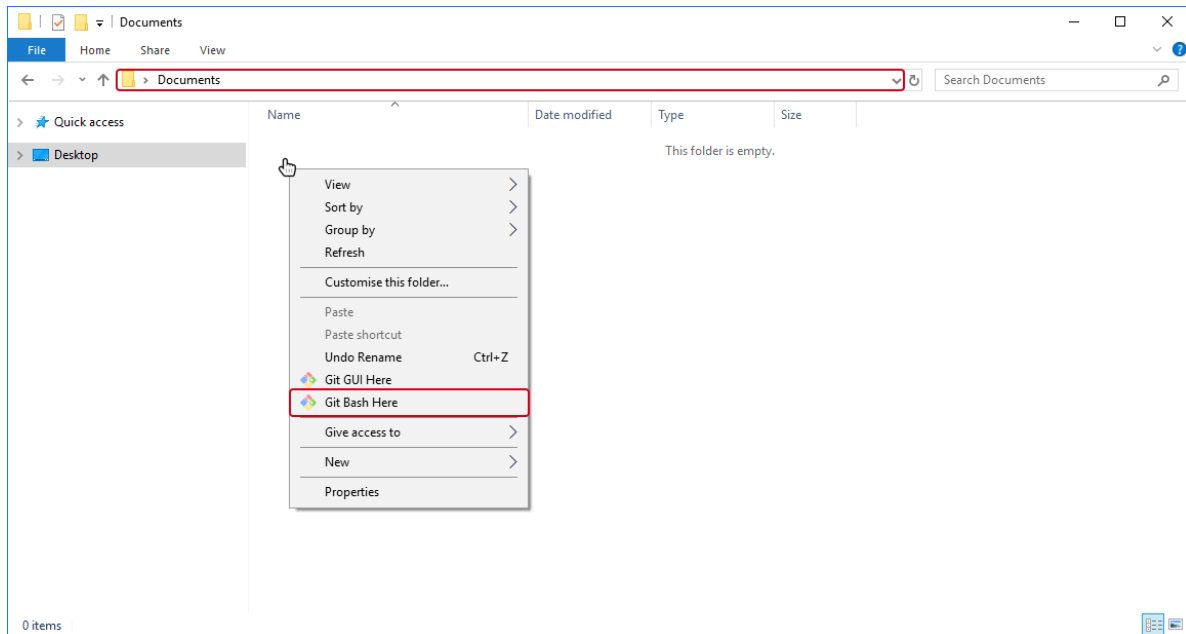 Documents
File Home Share View
Documents Search Documents
Quick access
Desktop
Name Date modified Type Size
This folder is empty.
View
Sort by
Group by
Refresh
Customise this folder...
Paste
Paste shortcut
Undo Rename Ctrl+Z
Git GUI Here
Git Bash Here
Give access to
New
Properties
0 items